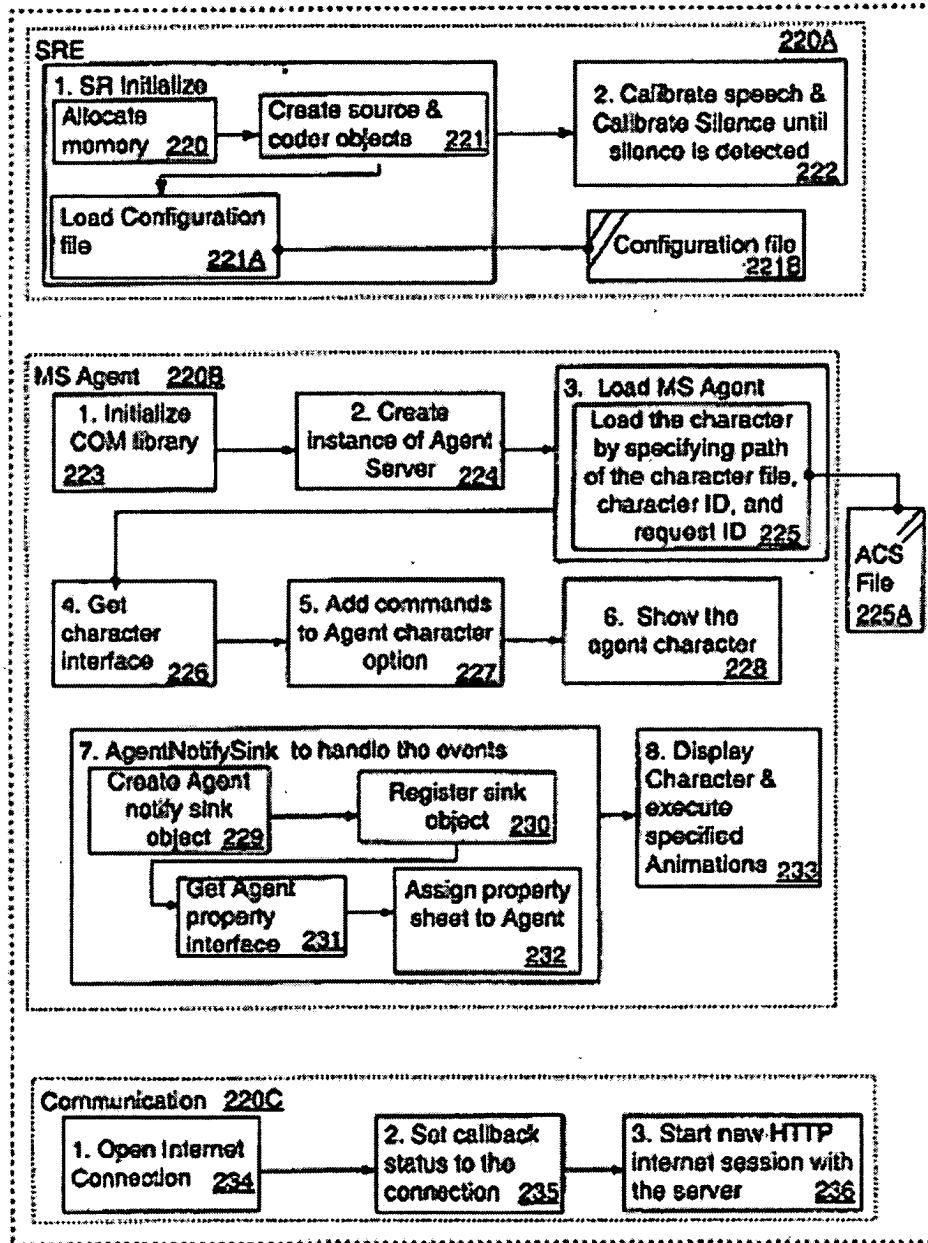 SRE
220A
1. SR Initialize
Allocate
memory 220
Create source &
coder objects 221
Load Configuration
file
221A
2. Calibrate speech &
Calibrate Silence until
silence is detected
222
Configuration file
221B
MS Agent 220B
1. Initialize
COM library
223
2. Create
instance of Agent
Server 224
3. Load MS Agent
Load the character
by specifying path
of the character file,
character ID, and
request ID 225
ACS
File
225A
4. Get
character
interface 226
5. Add commands
to Agent character
option 227
6. Show the
agent character
228
7. AgentNotifySink to handle the events
Create Agent
notify sink
object 229
Register sink
object 230
Get Agent
property
interface 231
Assign property
sheet to Agent
232
8. Display
Character &
execute
specified
Animations 233
Communication 220C
1. Open Internet
Connection 234
2. Set callback
status to the
connection 235
3. Start new HTTP
internet session with
the server 236